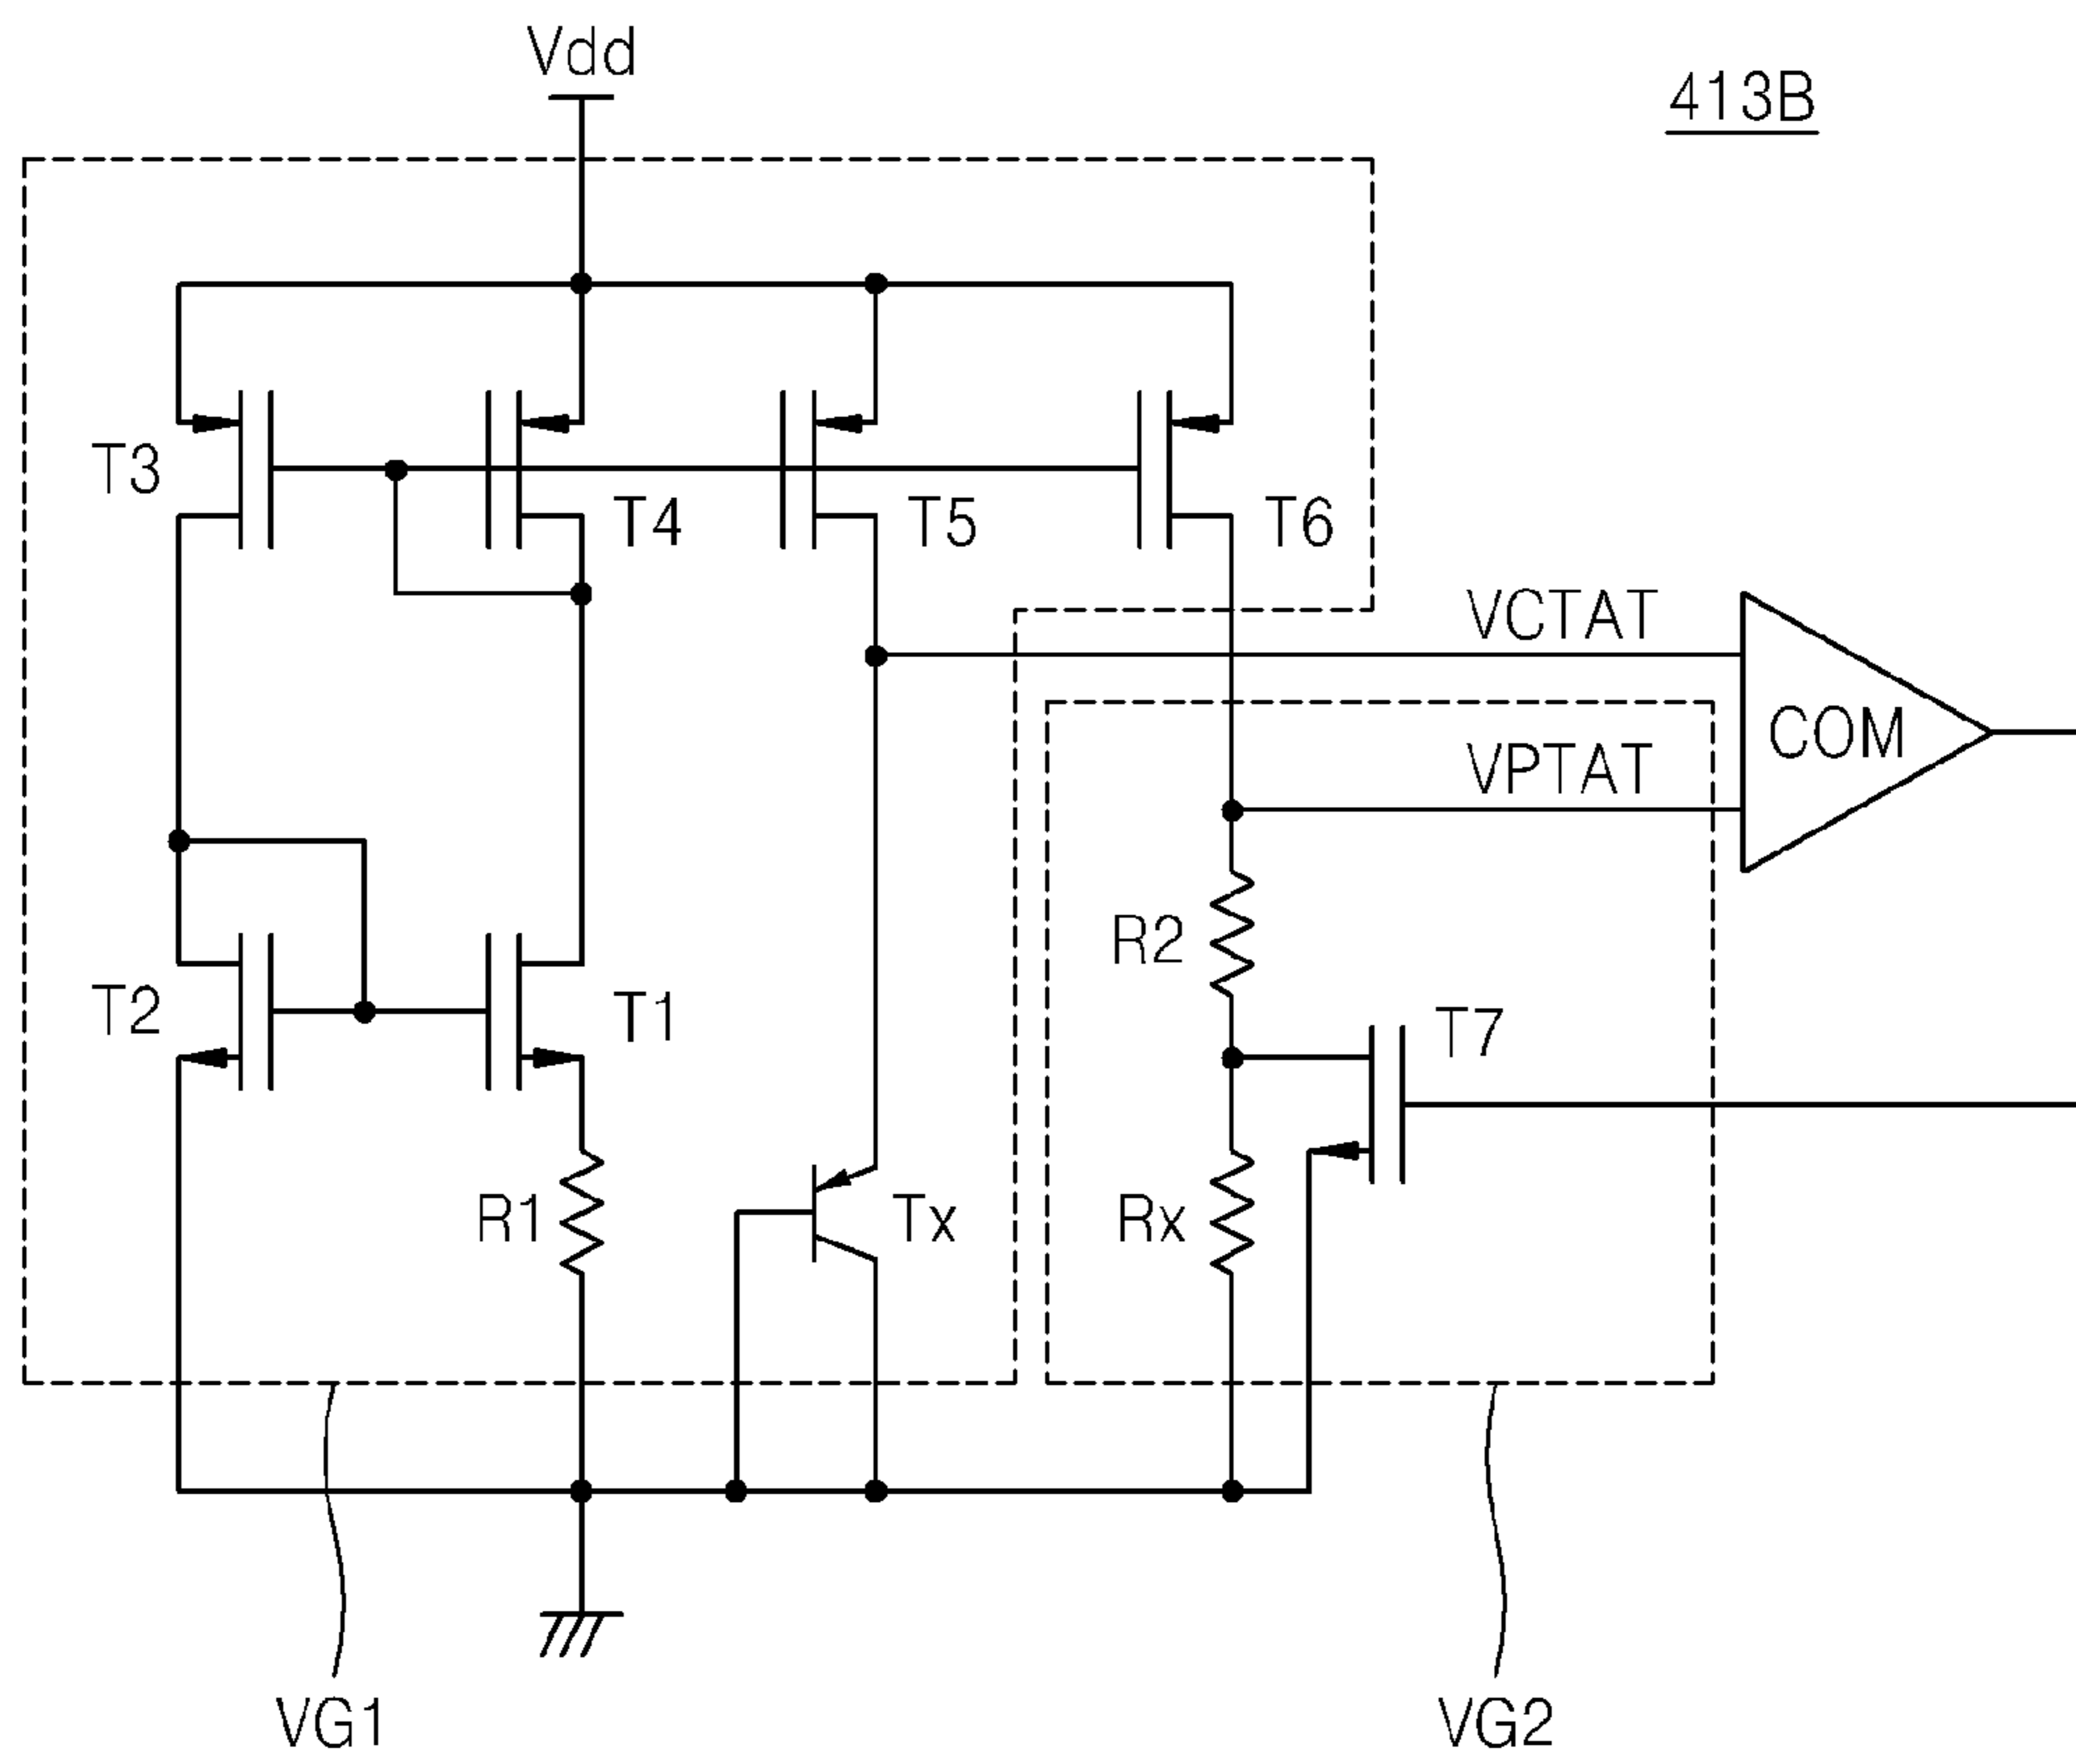 Vdd
413B
T3
T4
T5
T6
VCTAT
COM
VPTAT
R2
T2
T1
T7
R1
Tx
Rx
VG1
VG2